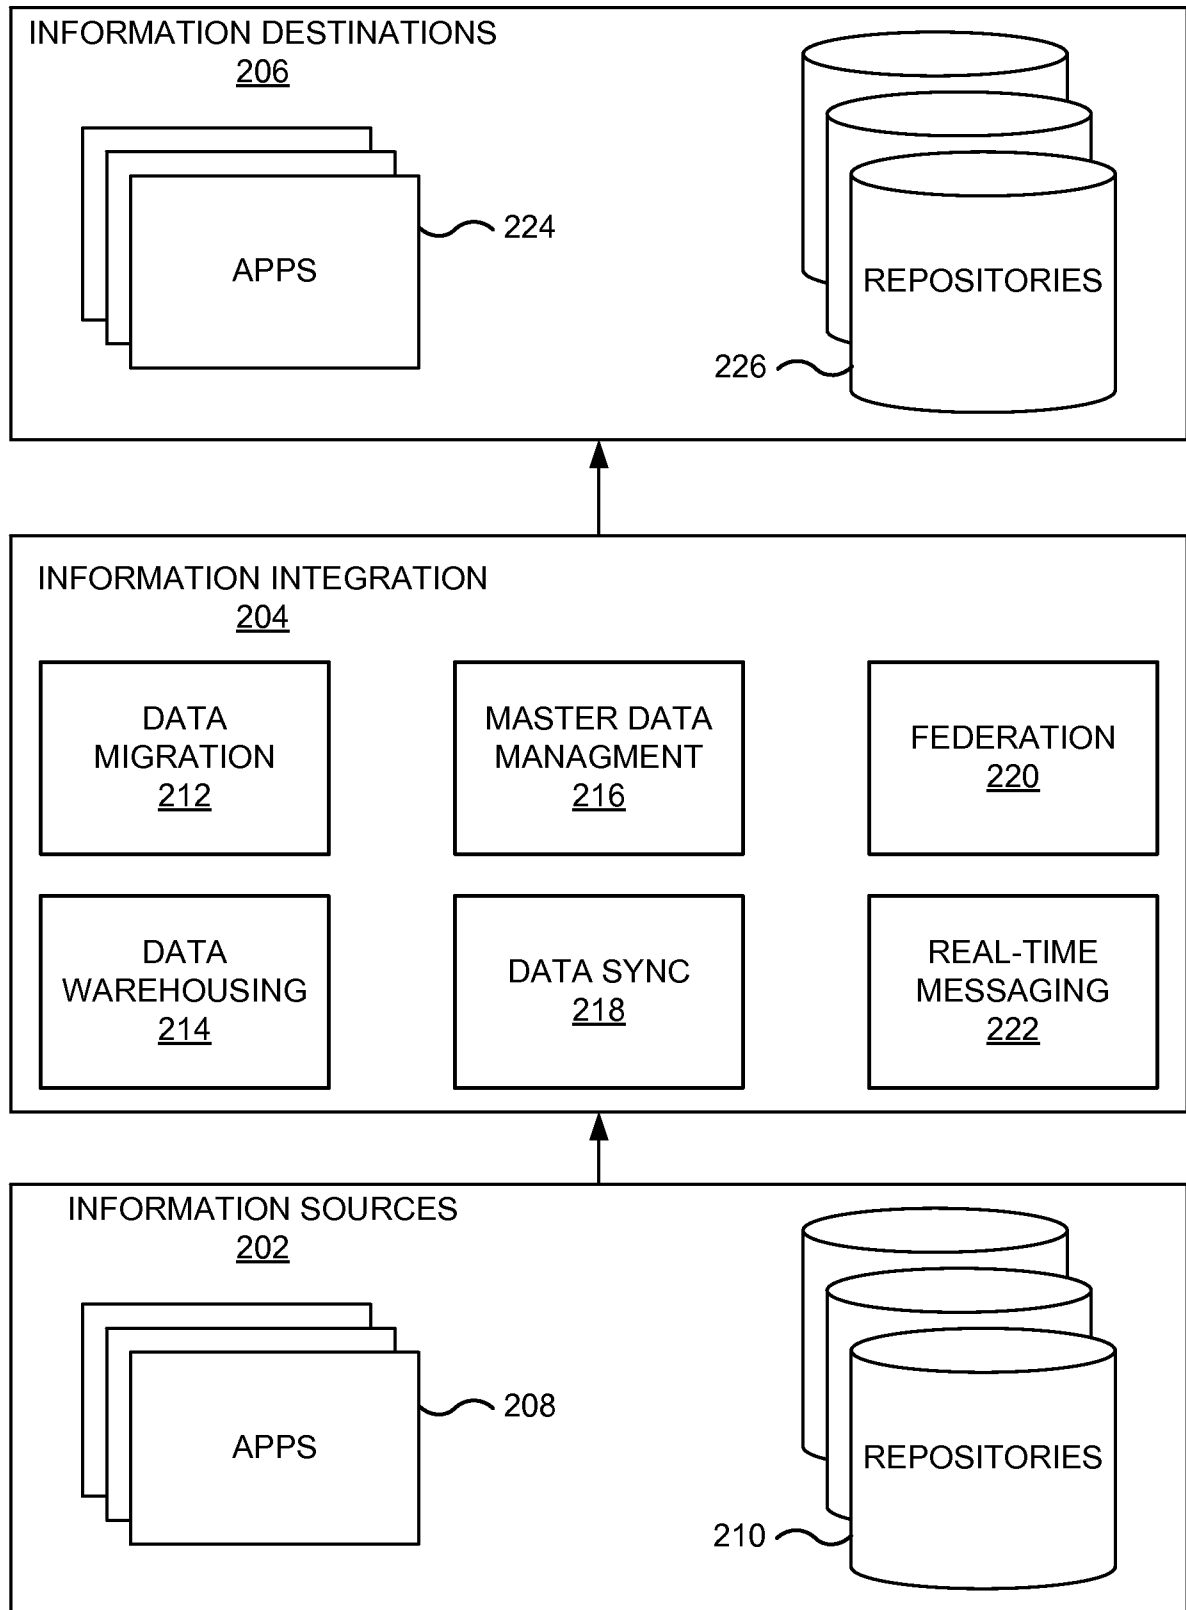 INFORMATION DESTINATIONS
206
APPS
224
REPOSITORIES
226
INFORMATION INTEGRATION
204
DATA
MIGRATION
212
MASTER DATA
MANAGMENT
216
FEDERATION
220
DATA
WAREHOUSING
214
DATA SYNC
218
REAL-TIME
MESSAGING
222
INFORMATION SOURCES
202
APPS
208
REPOSITORIES
210